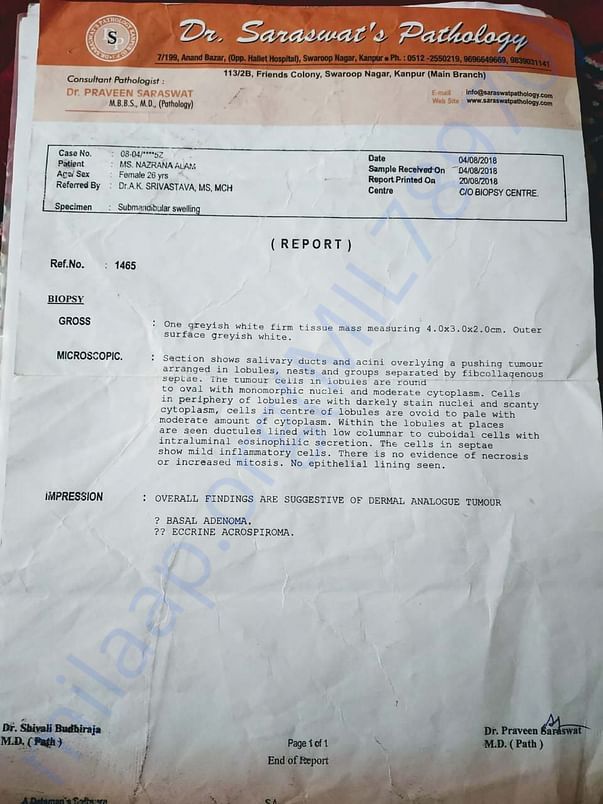 SP
Dr. Saraswat's Pathology
7/199, Anand Bazar, (Opp. Hallet Hospital), Swaroop Nagar, Kanpur • Ph. : 0512 -2550219, 9696649669, 9839031141
113/2B, Friends Colony, Swaroop Nagar, Kanpur (Main Branch)
Consultant Pathologist :
Dr. PRAVEEN SARASWAT
M.B.B.S., M.D., (Pathology)
E-mail info@saraswatpathology.com
Web Site www.saraswatpathology.com
Case No. : 08-04/****52
Patient : MS. NAZRANA ALAM
Age/ Sex : Female 26 yrs
Referred By : Dr.A.K. SRIVASTAVA, MS, MCH
Specimen : Submandibular swelling
Date 04/08/2018
Sample Received On 04/08/2018
Report Printed On 20/08/2018
Centre C/O BIOPSY CENTRE.
( REPORT )
Ref.No. : 1465
BIOPSY
GROSS : One greyish white firm tissue mass measuring 4.0x3.0x2.0cm. Outer
surface greyish white.
MICROSCOPIC. : Section shows salivary ducts and acini overlying a pushing tumour
arranged in lobules, nests and groups separated by fibcollagenous
septae. The tumour cells in lobules are round
to oval with monomorphic nuclei and moderate cytoplasm. Cells
in periphery of lobules are with darkely stain nuclei and scanty
cytoplasm, cells in centre of lobules are ovoid to pale with
moderate amount of cytoplasm. Within the lobules at places
are seen ductules lined with low columnar to cuboidal cells with
intraluminal eosinophilic secretion. The cells in septae
show mild inflammatory cells. There is no evidence of necrosis
or increased mitosis. No epithelial lining seen.
IMPRESSION : OVERALL FINDINGS ARE SUGGESTIVE OF DERMAL ANALOGUE TUMOUR
? BASAL ADENOMA.
?? ECCRINE ACROSPIROMA.
Dr. Shivali Budhiraja
M.D. ( Path )
Dr. Praveen Saraswat
M.D. ( Path )
Page 1 of 1
End of Report
A Dataman's Software